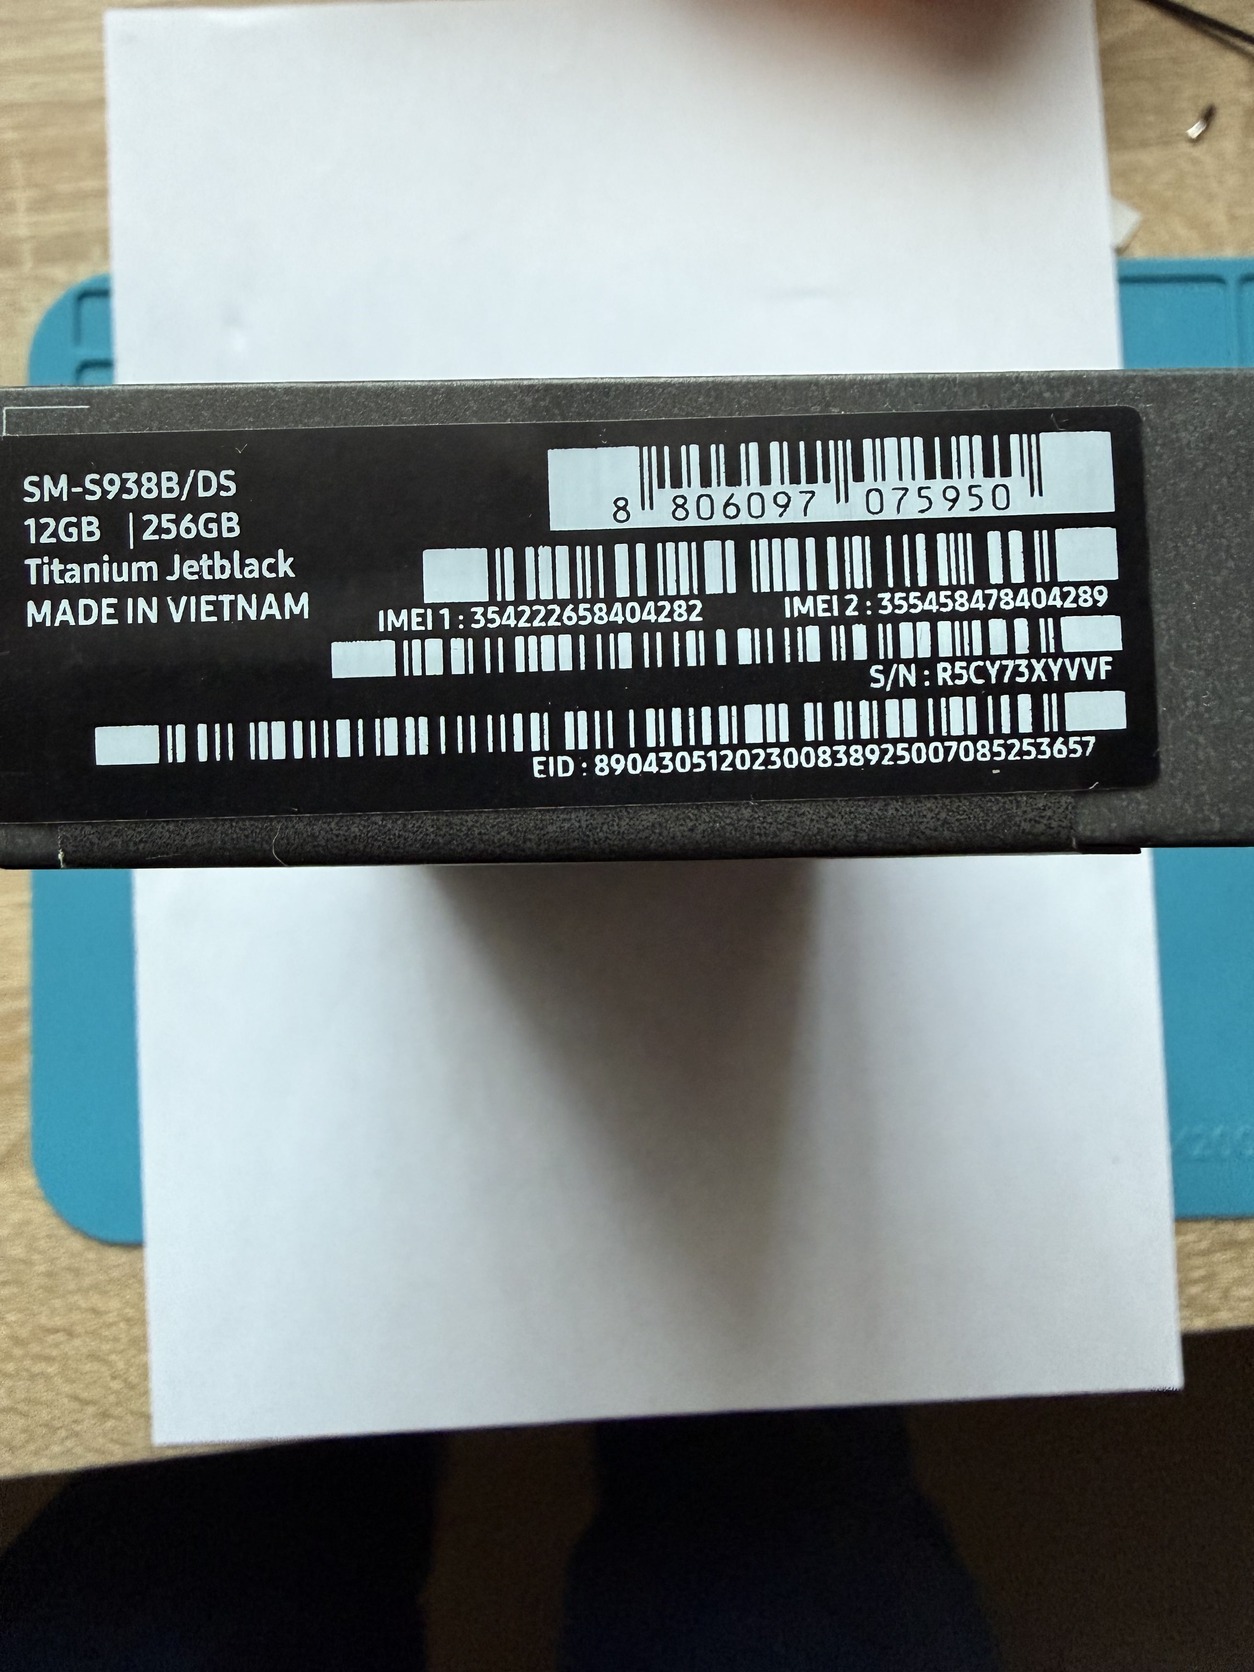 SM-S938B/DS
12GB | 256GB
Titanium Jetblack
MADE IN VIETNAM
8 806097 075950
IMEI 1 : 354222658404282 IMEI 2 : 355458478404289
S/N : R5CY73XYVVF
EID : 89043051202300838925007085253657